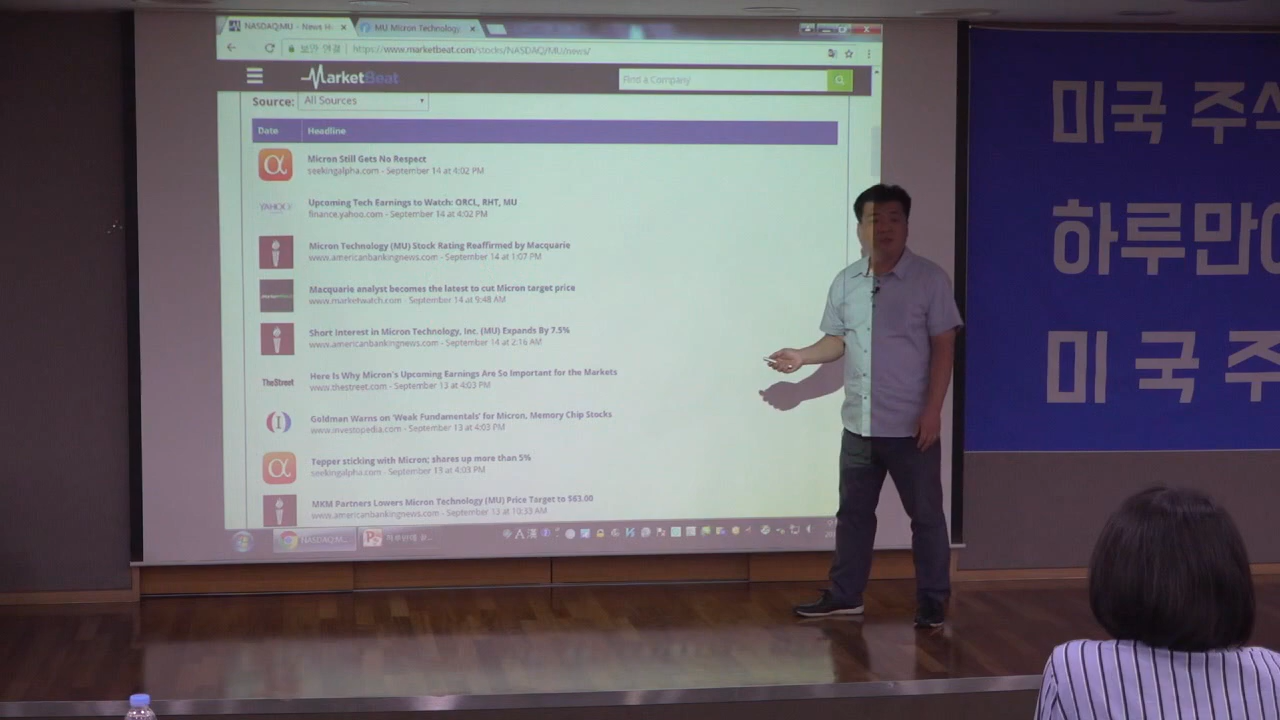 NASDAQ:MU - News H
MU Micron Technology
보안 연결 | https://www.marketbeat.com/stocks/NASDAQ/MU/news/
MarketBeat
Find a Company
Source: All Sources
Date Headline
Micron Still Gets No Respect
seekingalpha.com - September 14 at 4:02 PM
YAHOO!
Upcoming Tech Earnings to Watch: ORCL, RHT, MU
finance.yahoo.com - September 14 at 4:02 PM
Micron Technology (MU) Stock Rating Reaffirmed by Macquarie
www.americanbankingnews.com - September 14 at 1:07 PM
Macquarie analyst becomes the latest to cut Micron target price
www.marketwatch.com - September 14 at 9:48 AM
Short Interest in Micron Technology, Inc. (MU) Expands By 7.5%
www.americanbankingnews.com - September 14 at 2:16 AM
TheStreet
Here Is Why Micron's Upcoming Earnings Are So Important for the Markets
www.thestreet.com - September 13 at 4:03 PM
Goldman Warns on 'Weak Fundamentals' for Micron, Memory Chip Stocks
www.investopedia.com - September 13 at 4:03 PM
Tepper sticking with Micron; shares up more than 5%
seekingalpha.com - September 13 at 4:03 PM
MKM Partners Lowers Micron Technology (MU) Price Target to $63.00
www.americanbankingnews.com - September 13 at 10:33 AM
NASDAQ:M...
미국 주식
하루만에
미국 주